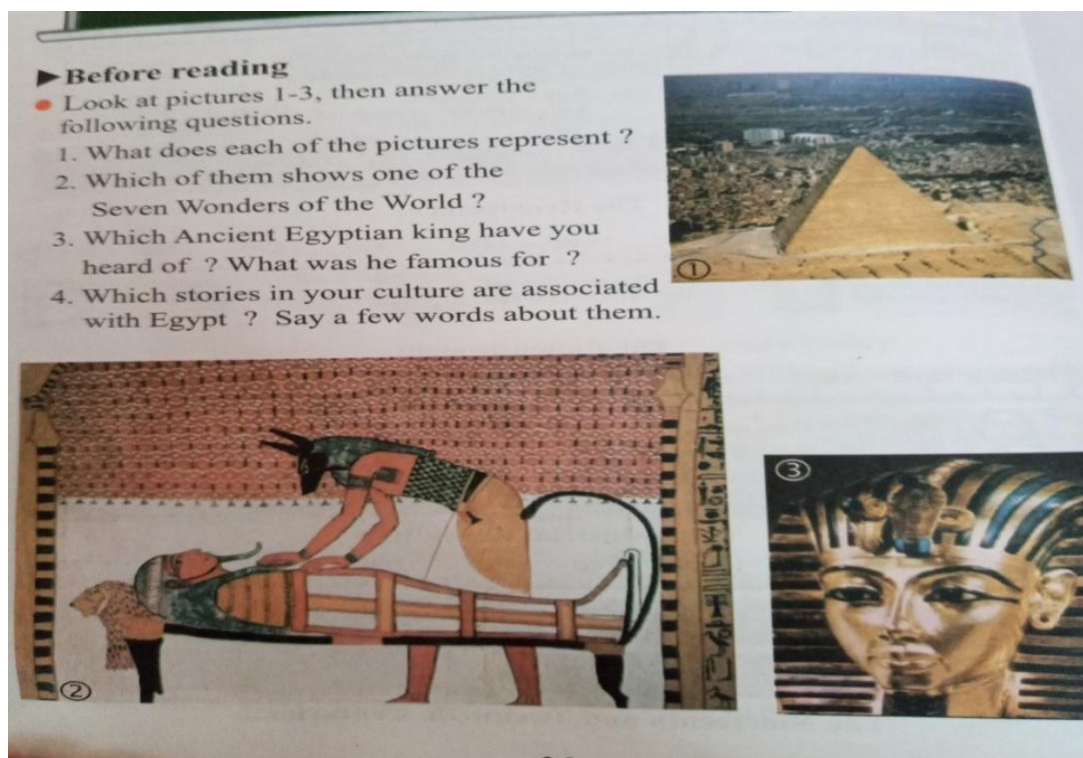 ►Before reading
• Look at pictures 1-3, then answer the
following questions.
1. What does each of the pictures represent ?
2. Which of them shows one of the
Seven Wonders of the World ?
3. Which Ancient Egyptian king have you
heard of ? What was he famous for ?
4. Which stories in your culture are associated
with Egypt ? Say a few words about them.
①
②
③